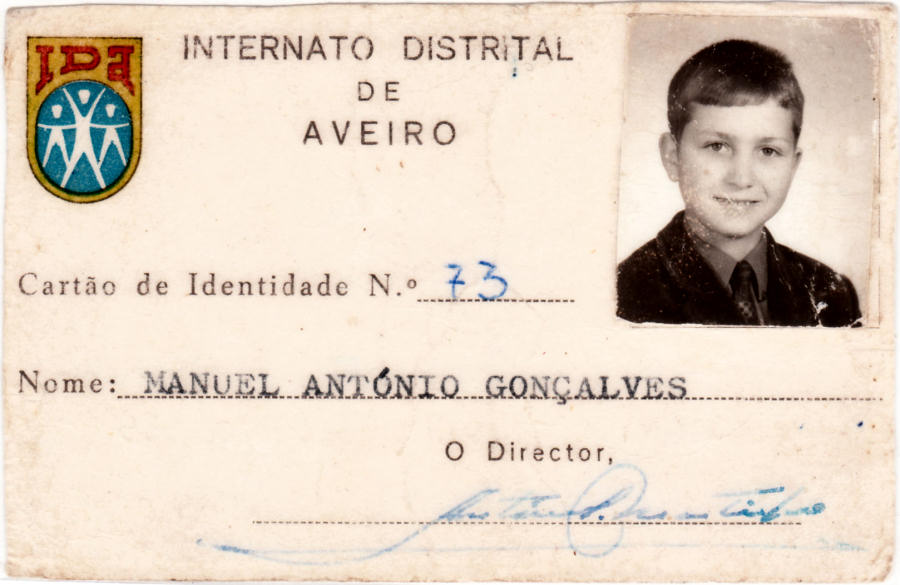 IDA
INTERNATO DISTRITAL
DE
AVEIRO
Cartão de Identidade N.º 73
Nome: MANUEL ANTÓNIO GONÇALVES
O Director,